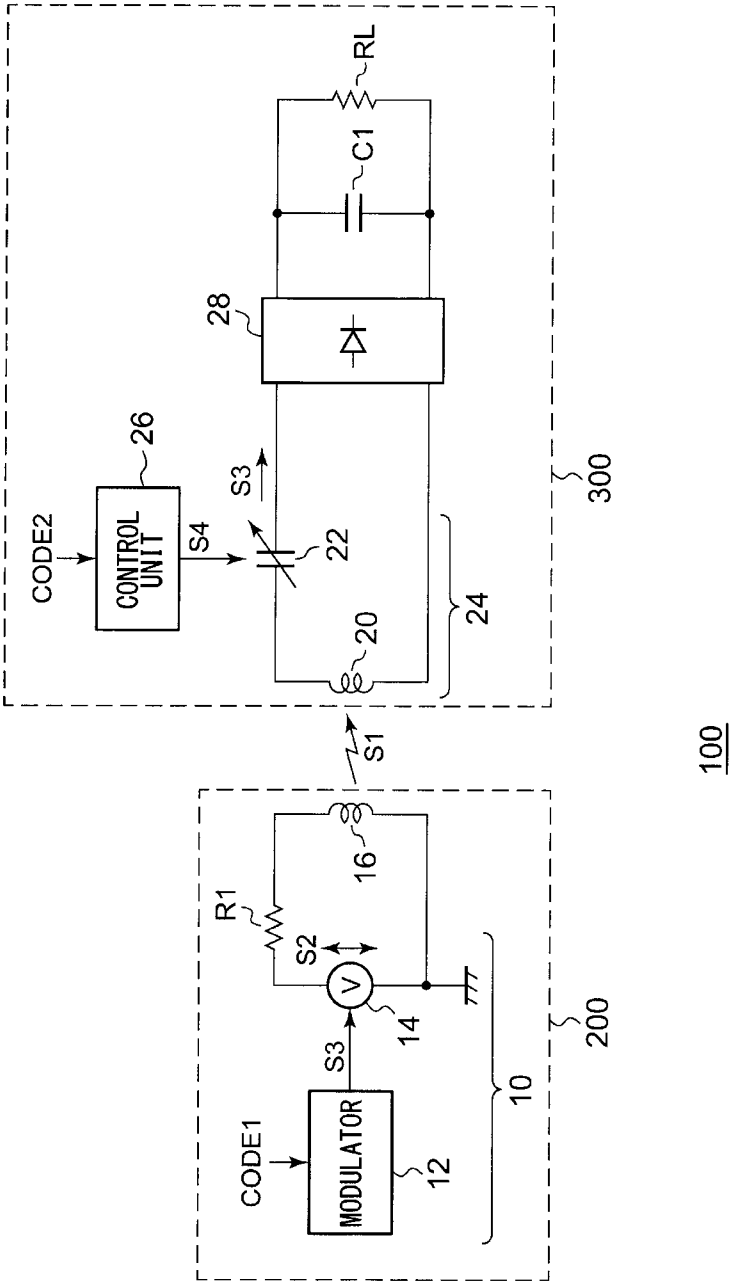 CODE1
MODULATOR
12
S3
14
S2
R1
16
10
200
S1
CODE2
CONTROL
UNIT
26
S4
22
S3
20
24
28
C1
RL
300
100